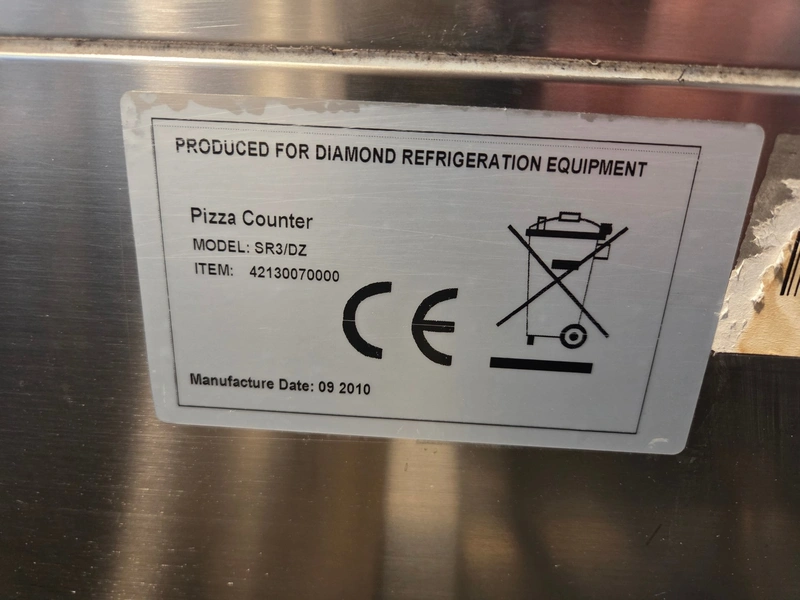 PRODUCED FOR DIAMOND REFRIGERATION EQUIPMENT
Pizza Counter
MODEL: SR3/DZ
ITEM: 42130070000
CE
Manufacture Date: 09 2010